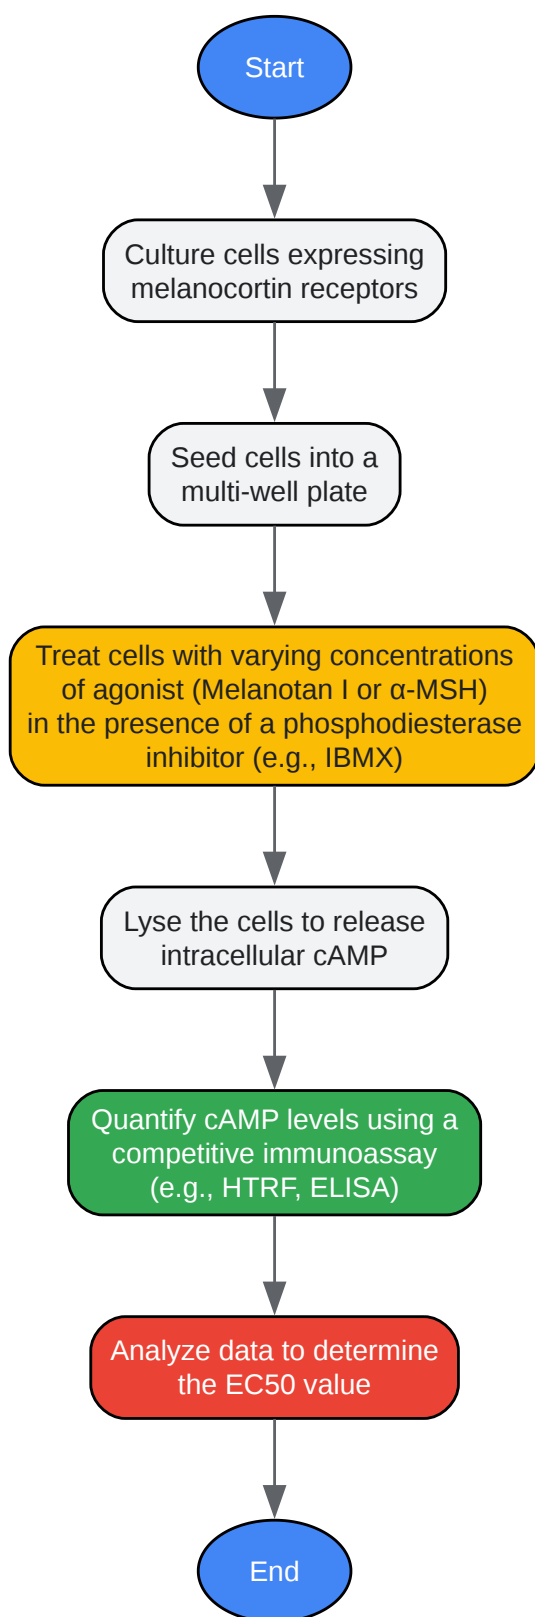 Start
Culture cells expressing
melanocortin receptors
Seed cells into a
multi-well plate
Treat cells with varying concentrations
of agonist (Melanotan I or α-MSH)
in the presence of a phosphodiesterase
inhibitor (e.g., IBMX)
Lyse the cells to release
intracellular cAMP
Quantify cAMP levels using a
competitive immunoassay
(e.g., HTRF, ELISA)
Analyze data to determine
the EC50 value
End